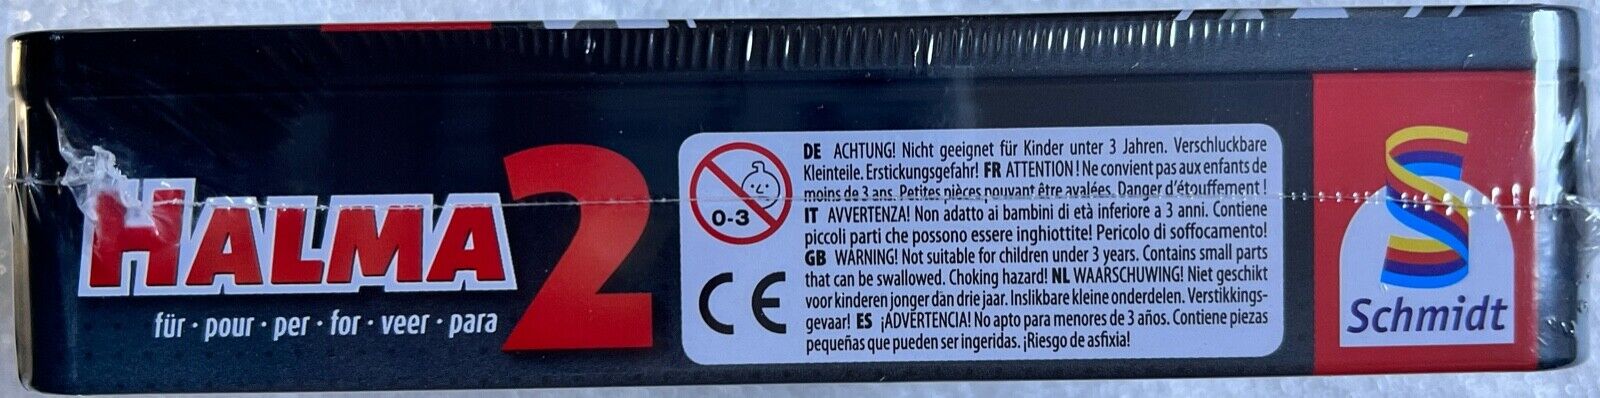 HALMA
für · pour · per · for · veer · para
2
0-3
CE
DE ACHTUNG! Nicht geeignet für Kinder unter 3 Jahren. Verschluckbare
Kleinteile. Erstickungsgefahr! FR ATTENTION ! Ne convient pas aux enfants de
moins de 3 ans. Petites pièces pouvant être avalées. Danger d'étouffement !
IT AVVERTENZA! Non adatto ai bambini di età inferiore a 3 anni. Contiene
piccoli parti che possono essere inghiottite! Pericolo di soffocamento!
GB WARNING! Not suitable for children under 3 years. Contains small parts
that can be swallowed. Choking hazard! NL WAARSCHUWING! Niet geschikt
voor kinderen jonger dan drie jaar. Inslikbare kleine onderdelen. Verstikkings-
gevaar! ES ¡ADVERTENCIA! No apto para menores de 3 años. Contiene piezas
pequeñas que pueden ser ingeridas. ¡Riesgo de asfixia!
S
Schmidt